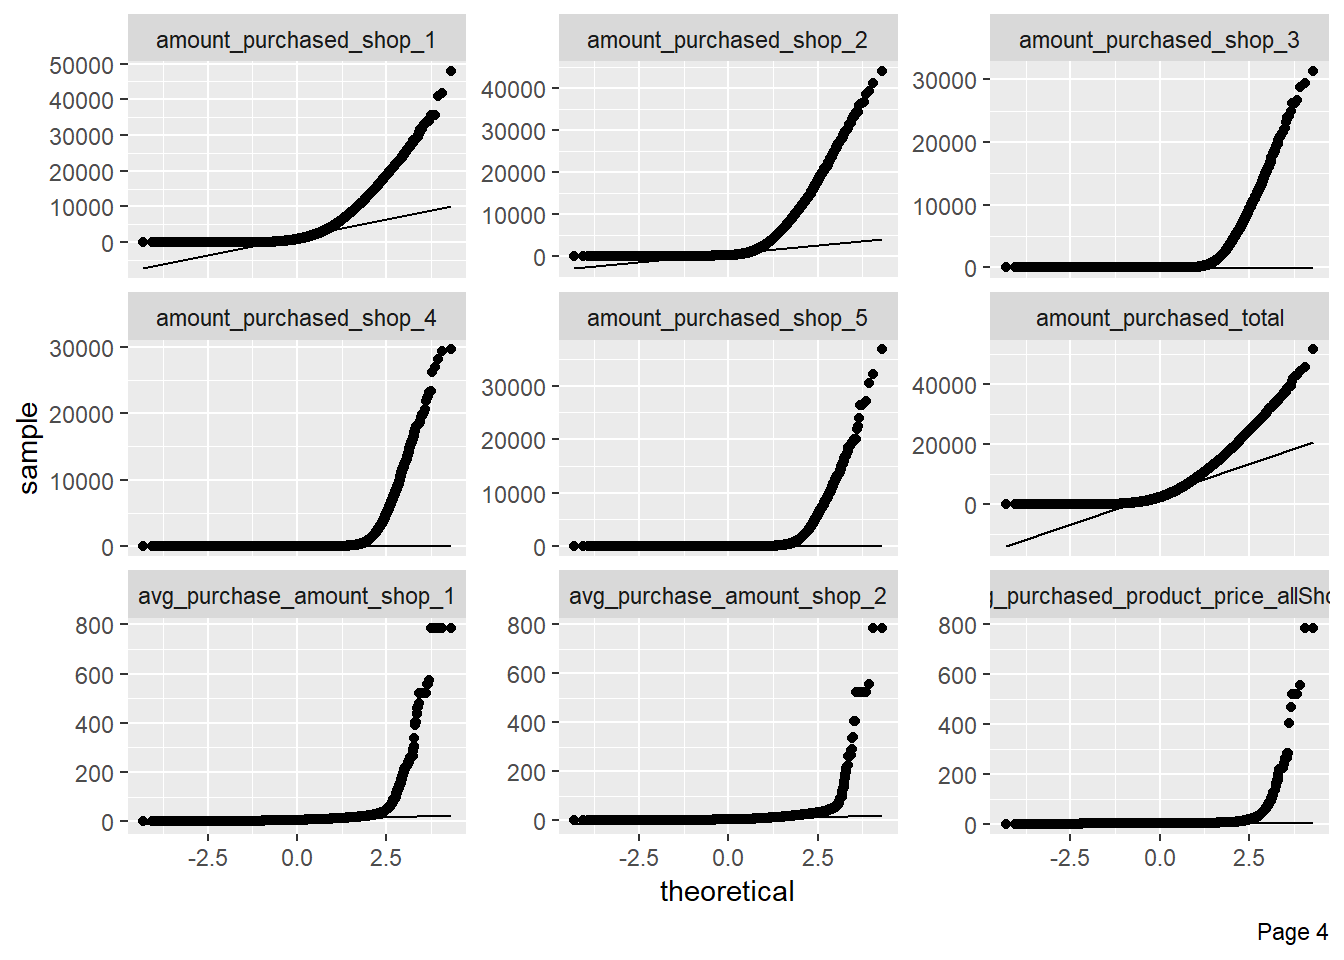 amount_purchased_shop_1
amount_purchased_shop_2
amount_purchased_shop_3
50000
40000
30000
20000
10000
0
40000
30000
20000
10000
0
30000
20000
10000
0
amount_purchased_shop_4
amount_purchased_shop_5
amount_purchased_total
30000
20000
10000
0
30000
20000
10000
0
40000
20000
0
sample
avg_purchase_amount_shop_1
avg_purchase_amount_shop_2
g_purchased_product_price_allSho
800
600
400
200
0
800
600
400
200
0
800
600
400
200
0
-2.5 0.0 2.5
-2.5 0.0 2.5
-2.5 0.0 2.5
theoretical
Page 4